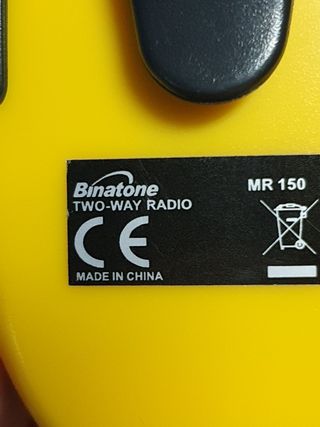 Binatone
MR 150
TWO-WAY RADIO
CE
MADE IN CHINA